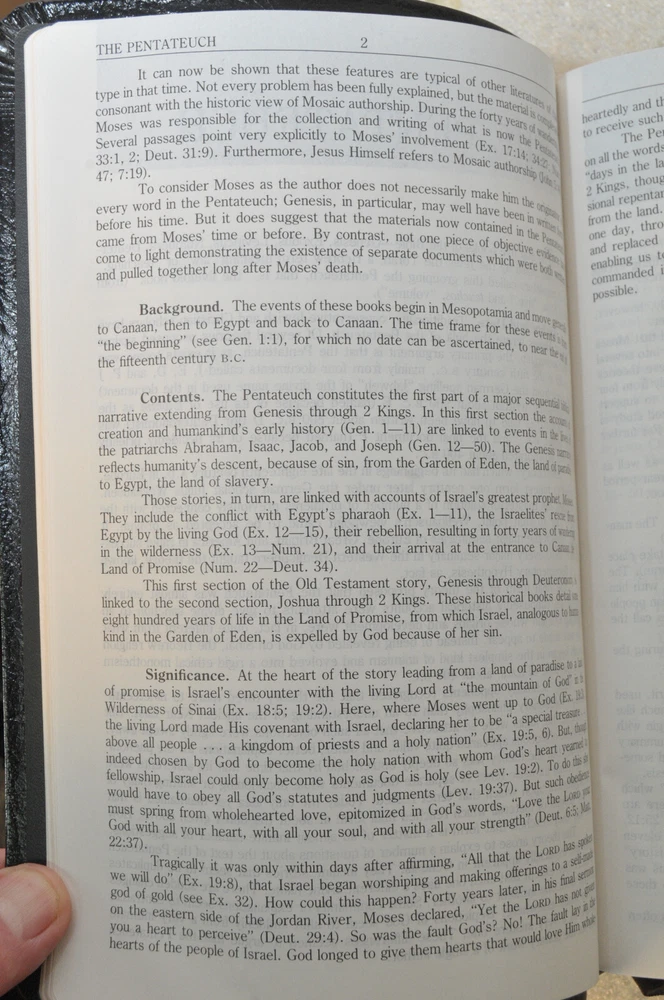 THE PENTATEUCH 2
It can now be shown that these features are typical of other literatures of
type in that time. Not every problem has been fully explained, but the material is
consonant with the historic view of Mosaic authorship. During the forty years of
Moses was responsible for the collection and writing of what is now the
Several passages point very explicitly to Moses' involvement (Ex. 17:14;
33:1, 2; Deut. 31:9). Furthermore, Jesus Himself refers to Mosaic authorship
47; 7:19).
To consider Moses as the author does not necessarily make him the
every word in the Pentateuch; Genesis, in particular, may well have been in
before his time. But it does suggest that the materials now contained in the
came from Moses' time or before. By contrast, not one piece of objective evidence
come to light demonstrating the existence of separate documents which were both
and pulled together long after Moses' death.
Background. The events of these books begin in Mesopotamia and move
to Canaan, then to Egypt and back to Canaan. The time frame for these events
"the beginning" (see Gen. 1:1), for which no date can be ascertained, to near the
the fifteenth century B.C.
Contents. The Pentateuch constitutes the first part of a major sequential
narrative extending from Genesis through 2 Kings. In this first section the
creation and humankind's early history (Gen. 1—11) are linked to events in the
the patriarchs Abraham, Isaac, Jacob, and Joseph (Gen. 12—50). The Genesis
reflects humanity's descent, because of sin, from the Garden of Eden, the land of
to Egypt, the land of slavery.
Those stories, in turn, are linked with accounts of Israel's greatest prophet,
They include the conflict with Egypt's pharaoh (Ex. 1—11), the Israelites'
Egypt by the living God (Ex. 12—15), their rebellion, resulting in forty years of
in the wilderness (Ex. 13—Num. 21), and their arrival at the entrance to
Land of Promise (Num. 22—Deut. 34).
This first section of the Old Testament story, Genesis through Deuteronomy
linked to the second section, Joshua through 2 Kings. These historical books detail
eight hundred years of life in the Land of Promise, from which Israel, analogous to
kind in the Garden of Eden, is expelled by God because of her sin.
Significance. At the heart of the story leading from a land of paradise to a
of promise is Israel's encounter with the living Lord at "the mountain of God" in
Wilderness of Sinai (Ex. 18:5; 19:2). Here, where Moses went up to God (Ex.
the living Lord made His covenant with Israel, declaring her to be "a special treasure
above all people . . . a kingdom of priests and a holy nation" (Ex. 19:5, 6). But,
indeed chosen by God to become the holy nation with whom God's heart yearned
fellowship, Israel could only become holy as God is holy (see Lev. 19:2). To do this
would have to obey all God's statutes and judgments (Lev. 19:37). But such obedience
must spring from wholehearted love, epitomized in God's words, "Love the LORD
God with all your heart, with all your soul, and with all your strength" (Deut. 6:5;
22:37).
Tragically it was only within days after affirming, "All that the LORD has spoken
we will do" (Ex. 19:8), that Israel began worshiping and making offerings to a
god of gold (see Ex. 32). How could this happen? Forty years later, in his final sermon
on the eastern side of the Jordan River, Moses declared, "Yet the LORD has not given
you a heart to perceive" (Deut. 29:4). So was the fault God's? No! The fault lay in the
hearts of the people of Israel. God longed to give them hearts that would love Him
heartedly and
to receive such
The
on all the words
"days in the
2 Kings,
sional
from the land.
one day,
and replaced
enabling us
commanded
possible.